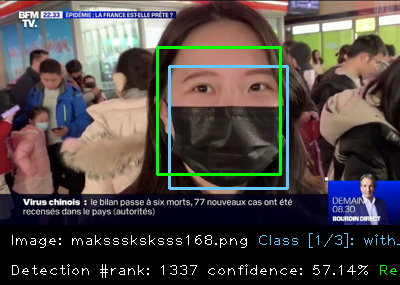 BFM
TV.
22:33
ÉPIDÉMIE : LA FRANCE EST-ELLE PRÊTE ?
Virus chinois : le bilan passe à six morts, 77 nouveaux cas ont été
recensés dans le pays (autorités)
DEMAIN
08.30
BOURDIN DIRECT
Image: maksssksksss168.png Class [1/3]: with.
Detection #rank: 1337 confidence: 57.14% Re